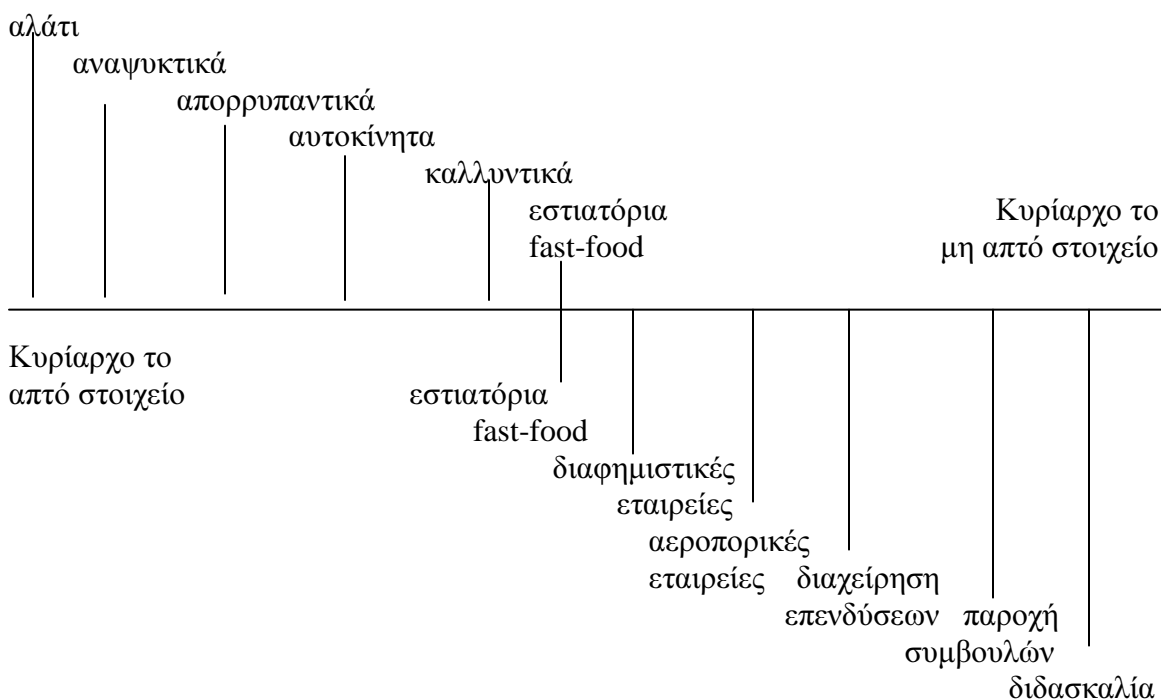 αλάτι
αναψυκτικά
απορρυπαντικά
αυτοκίνητα
καλλυντικά
εστιατόρια
fast-food
Κυρίαρχο το
μη απτό στοιχείο
Κυρίαρχο το
απτό στοιχείο
εστιατόρια
fast-food
διαφημιστικές
εταιρείες
αεροπορικές
εταιρείες
διαχείρηση
επενδύσεων
παροχή
συμβουλών
διδασκαλία